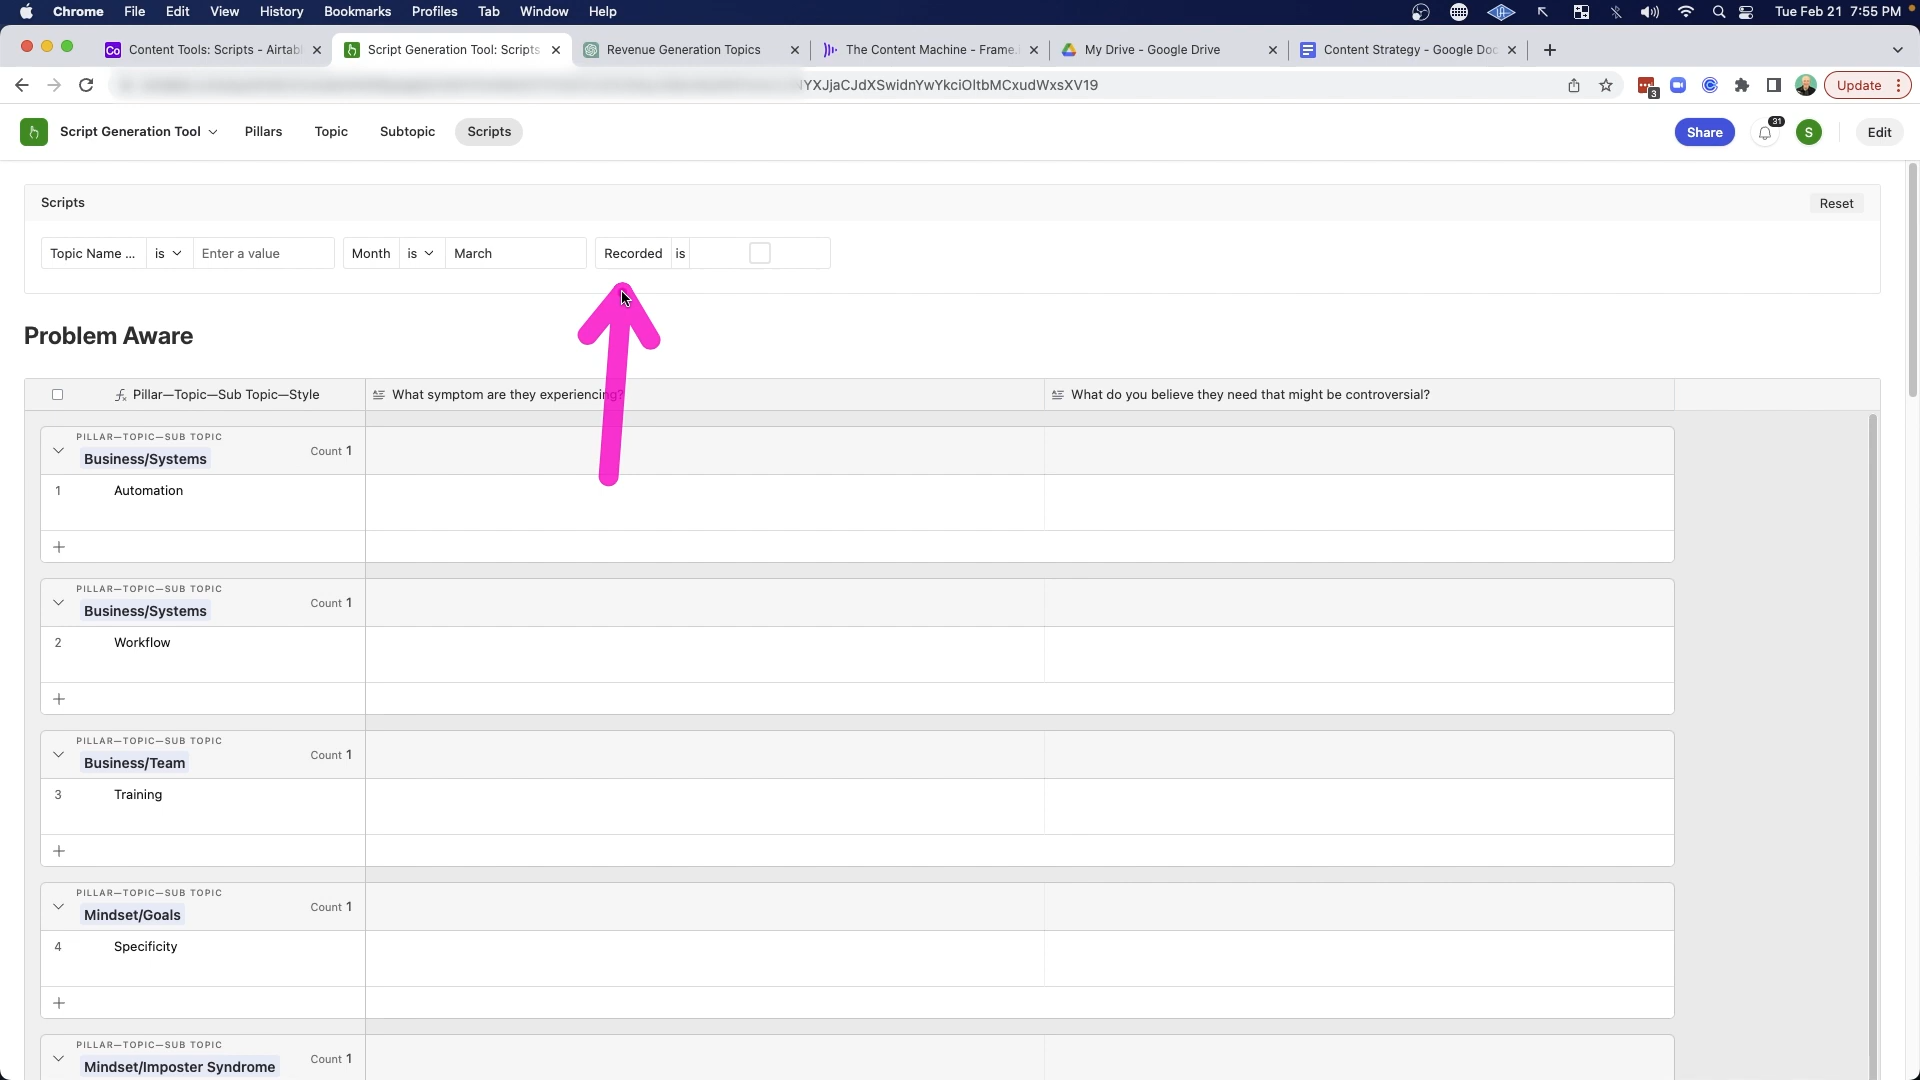 Chrome File Edit View History Bookmarks Profiles Tab Window Help Tue Feb 21 7:55 PM
Content Tools: Scripts - Airtabl Script Generation Tool: Scripts Revenue Generation Topics The Content Machine - Frame.i My Drive - Google Drive Content Strategy - Google Doc
3 Update
Script Generation Tool Pillars Topic Subtopic Scripts Share 31 S Edit
Scripts Reset
Topic Name ... is Enter a value Month is March Recorded is
Problem Aware
Pillar—Topic—Sub Topic—Style What symptom are they experiencing? What do you believe they need that might be controversial?
PILLAR—TOPIC—SUB TOPIC
Business/Systems Count 1
1 Automation
PILLAR—TOPIC—SUB TOPIC
Business/Systems Count 1
2 Workflow
PILLAR—TOPIC—SUB TOPIC
Business/Team Count 1
3 Training
PILLAR—TOPIC—SUB TOPIC
Mindset/Goals Count 1
4 Specificity
PILLAR—TOPIC—SUB TOPIC
Mindset/Imposter Syndrome Count 1